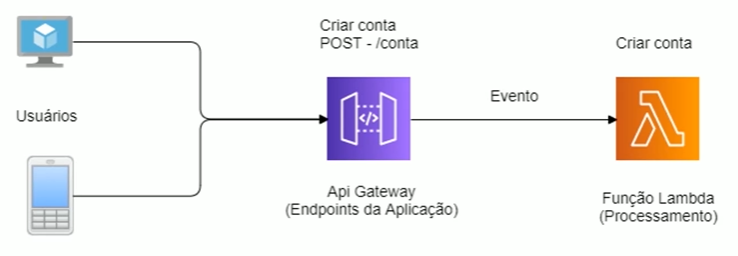 Criar conta
POST - /conta
Criar conta
Usuários
Evento
Api Gateway
(Endpoints da Aplicação)
Função Lambda
(Processamento)